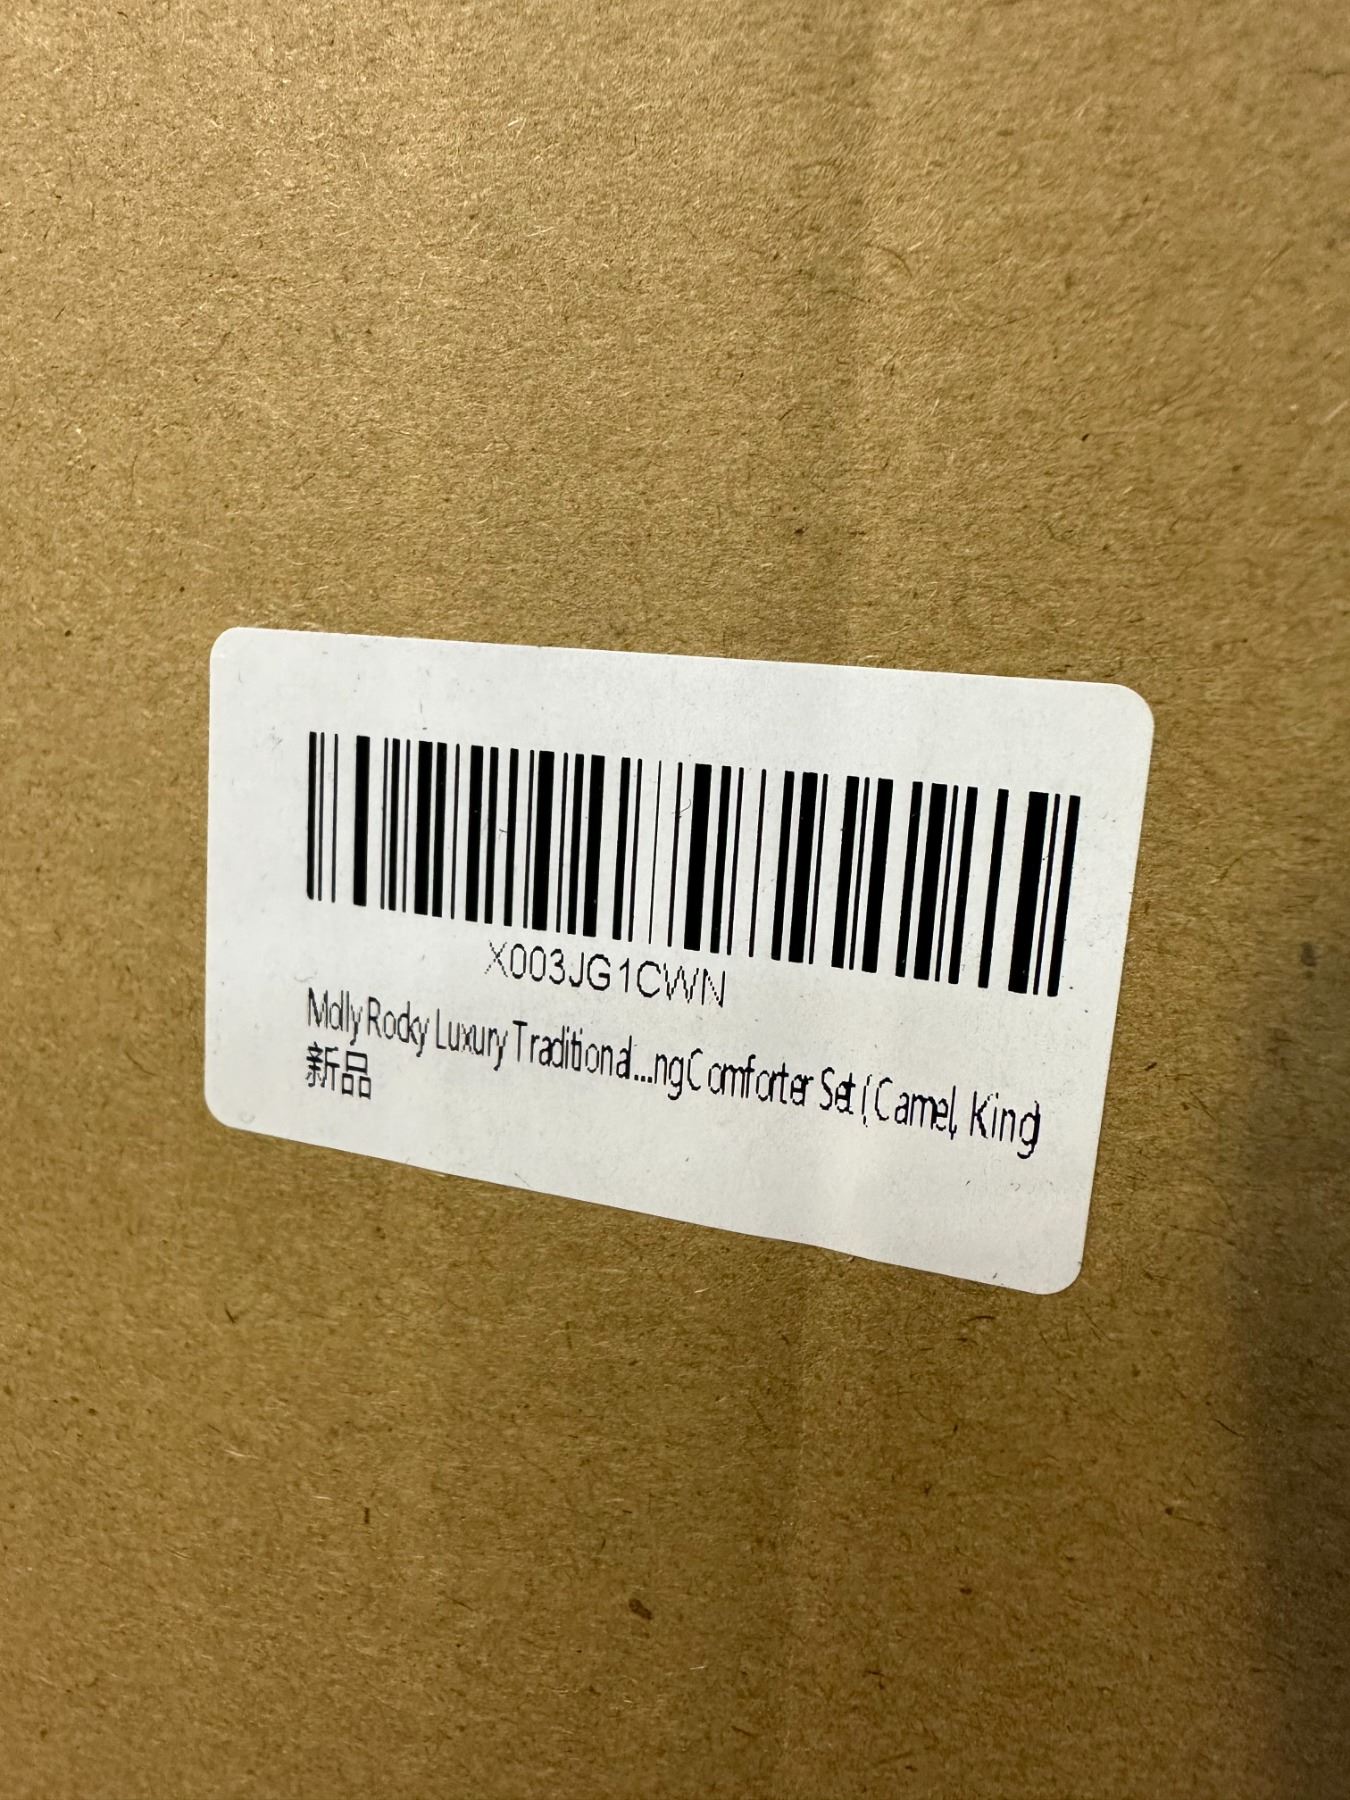 X003JG1CWN
Molly Rocky Luxury Traditional...ng Comforter Set (Camel, King)
新品